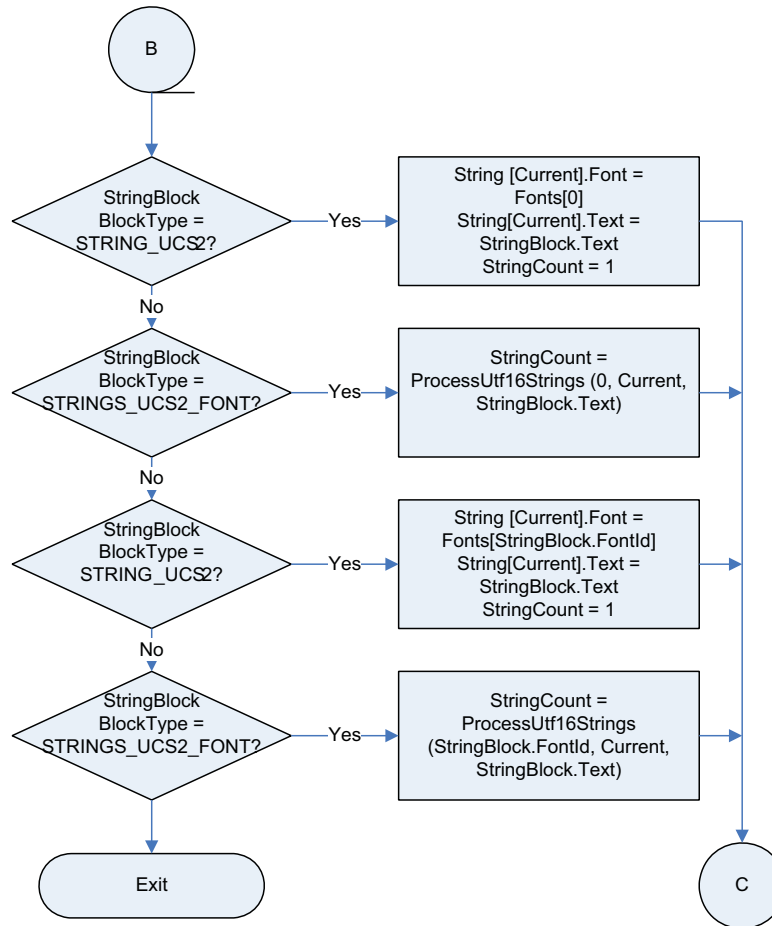 B
StringBlock
BlockType =
STRING_UCS2?
Yes
String [Current].Font =
Fonts[0]
String[Current].Text =
StringBlock.Text
StringCount = 1
No
StringBlock
BlockType =
STRINGS_UCS2_FONT?
Yes
StringCount =
ProcessUtf16Strings (0, Current,
StringBlock.Text)
No
StringBlock
BlockType =
STRING_UCS2?
Yes
String [Current].Font =
Fonts[StringBlock.FontId]
String[Current].Text =
StringBlock.Text
StringCount = 1
No
StringBlock
BlockType =
STRINGS_UCS2_FONT?
Yes
StringCount =
ProcessUtf16Strings
(StringBlock.FontId, Current,
StringBlock.Text)
Exit
C